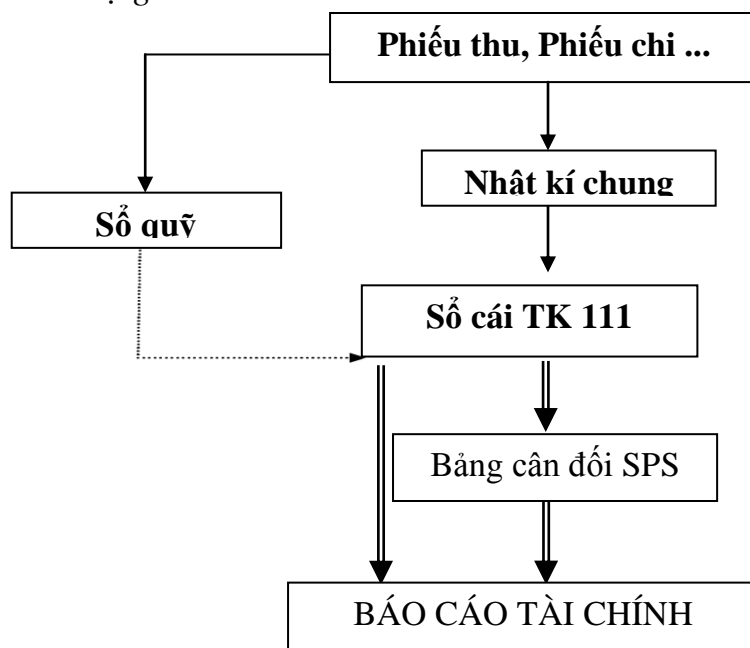 Phiếu thu, Phiếu chi ...
Nhât kí chung
Sổ quỹ
Sổ cái TK 111
Bảng cân đối SPS
BÁO CÁO TÀI CHÍNH